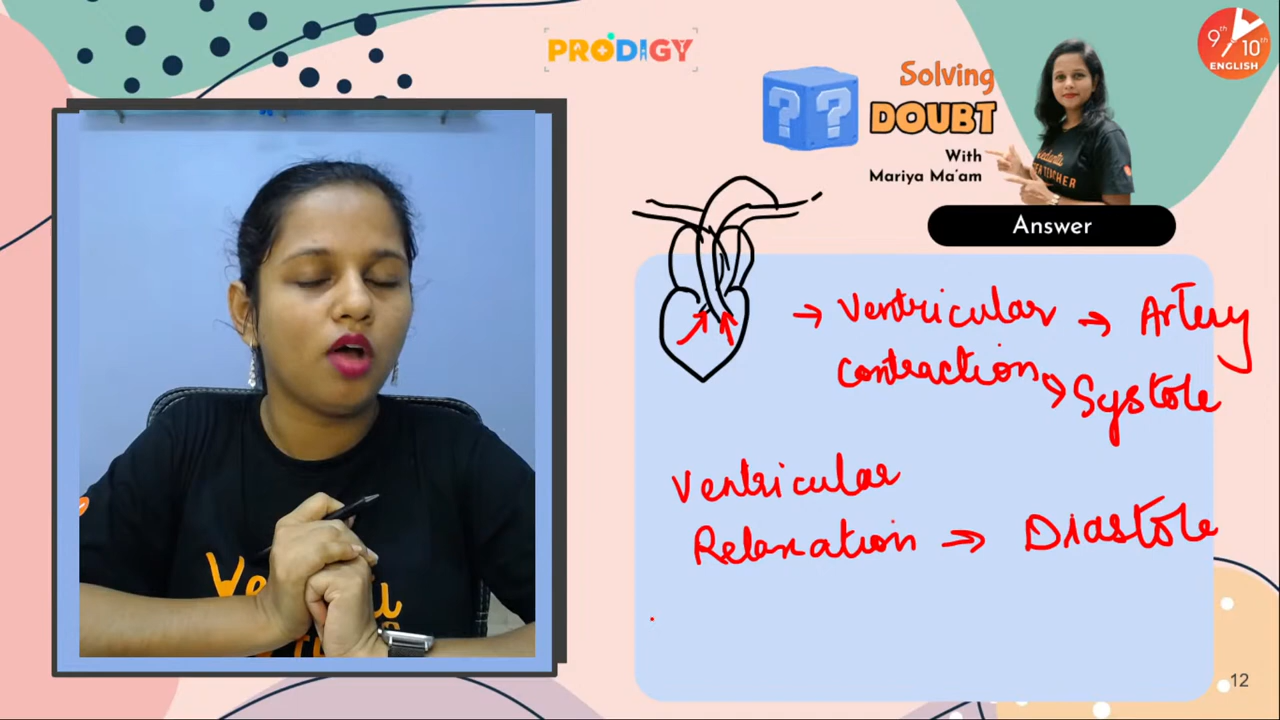 PRODIGY
9th 10th
ENGLISH
Solving
DOUBT
With
Mariya Ma'am
TEACHER
Answer
→ Ventricular → Artery
contraction → Systole
Ventricular
Relaxation → Diastole
12